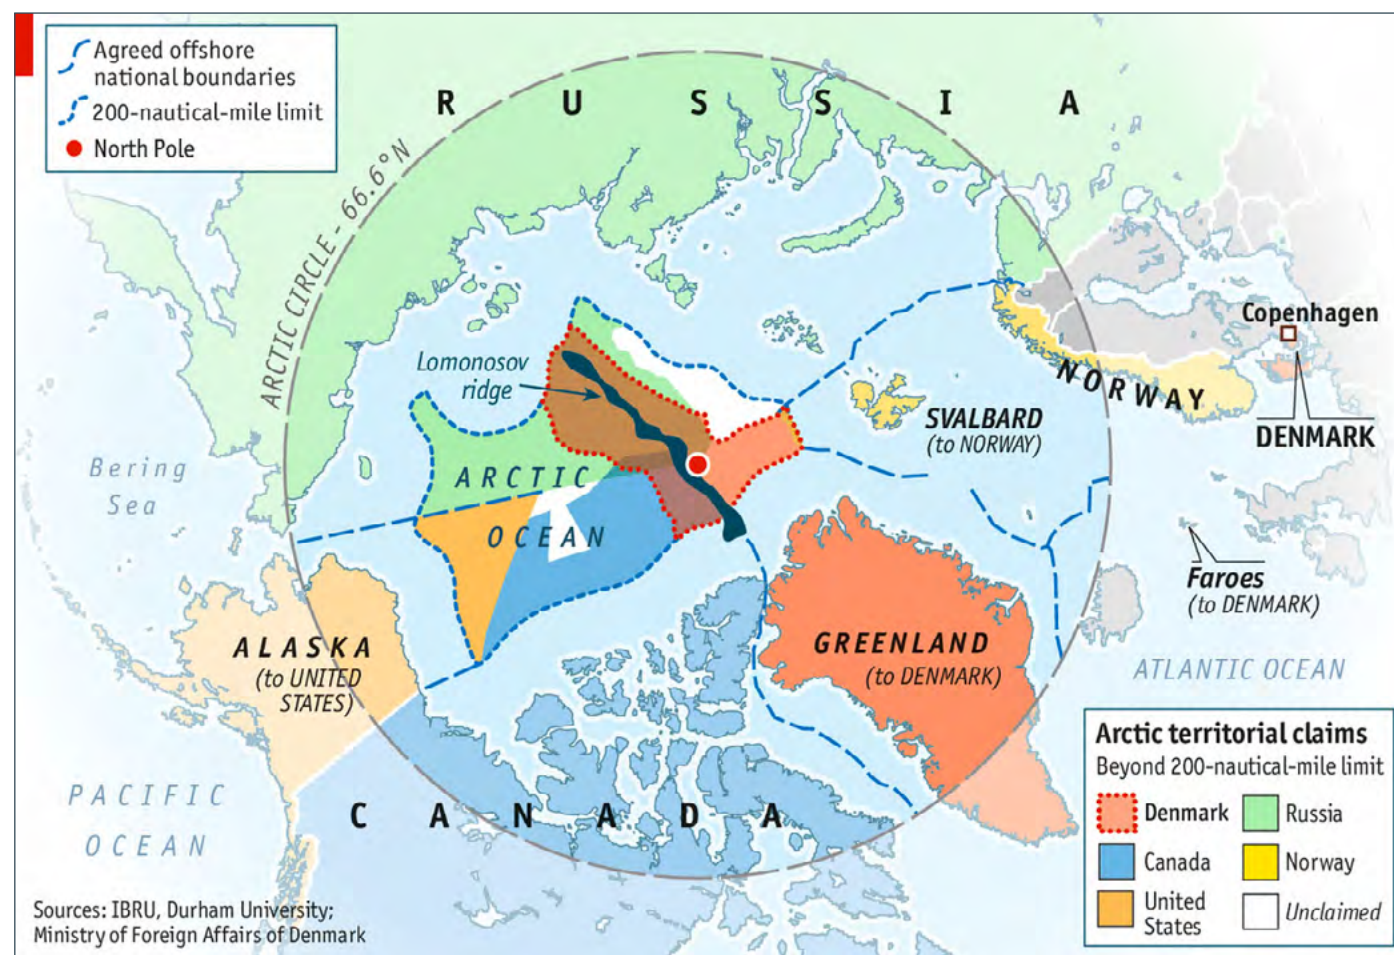 Agreed offshore
national boundaries
200-nautical-mile limit
North Pole
RUSSIA
ARCTIC CIRCLE - 66.6°N
Lomonosov
ridge
Copenhagen
NORWAY
SVALBARD
(to NORWAY)
DENMARK
Bering
Sea
ARCTIC
OCEAN
Faroes
(to DENMARK)
ALASKA
(to UNITED
STATES)
GREENLAND
(to DENMARK)
ATLANTIC OCEAN
PACIFIC
OCEAN
CANADA
Arctic territorial claims
Beyond 200-nautical-mile limit
Denmark
Russia
Canada
Norway
United
States
Unclaimed
Sources: IBRU, Durham University;
Ministry of Foreign Affairs of Denmark